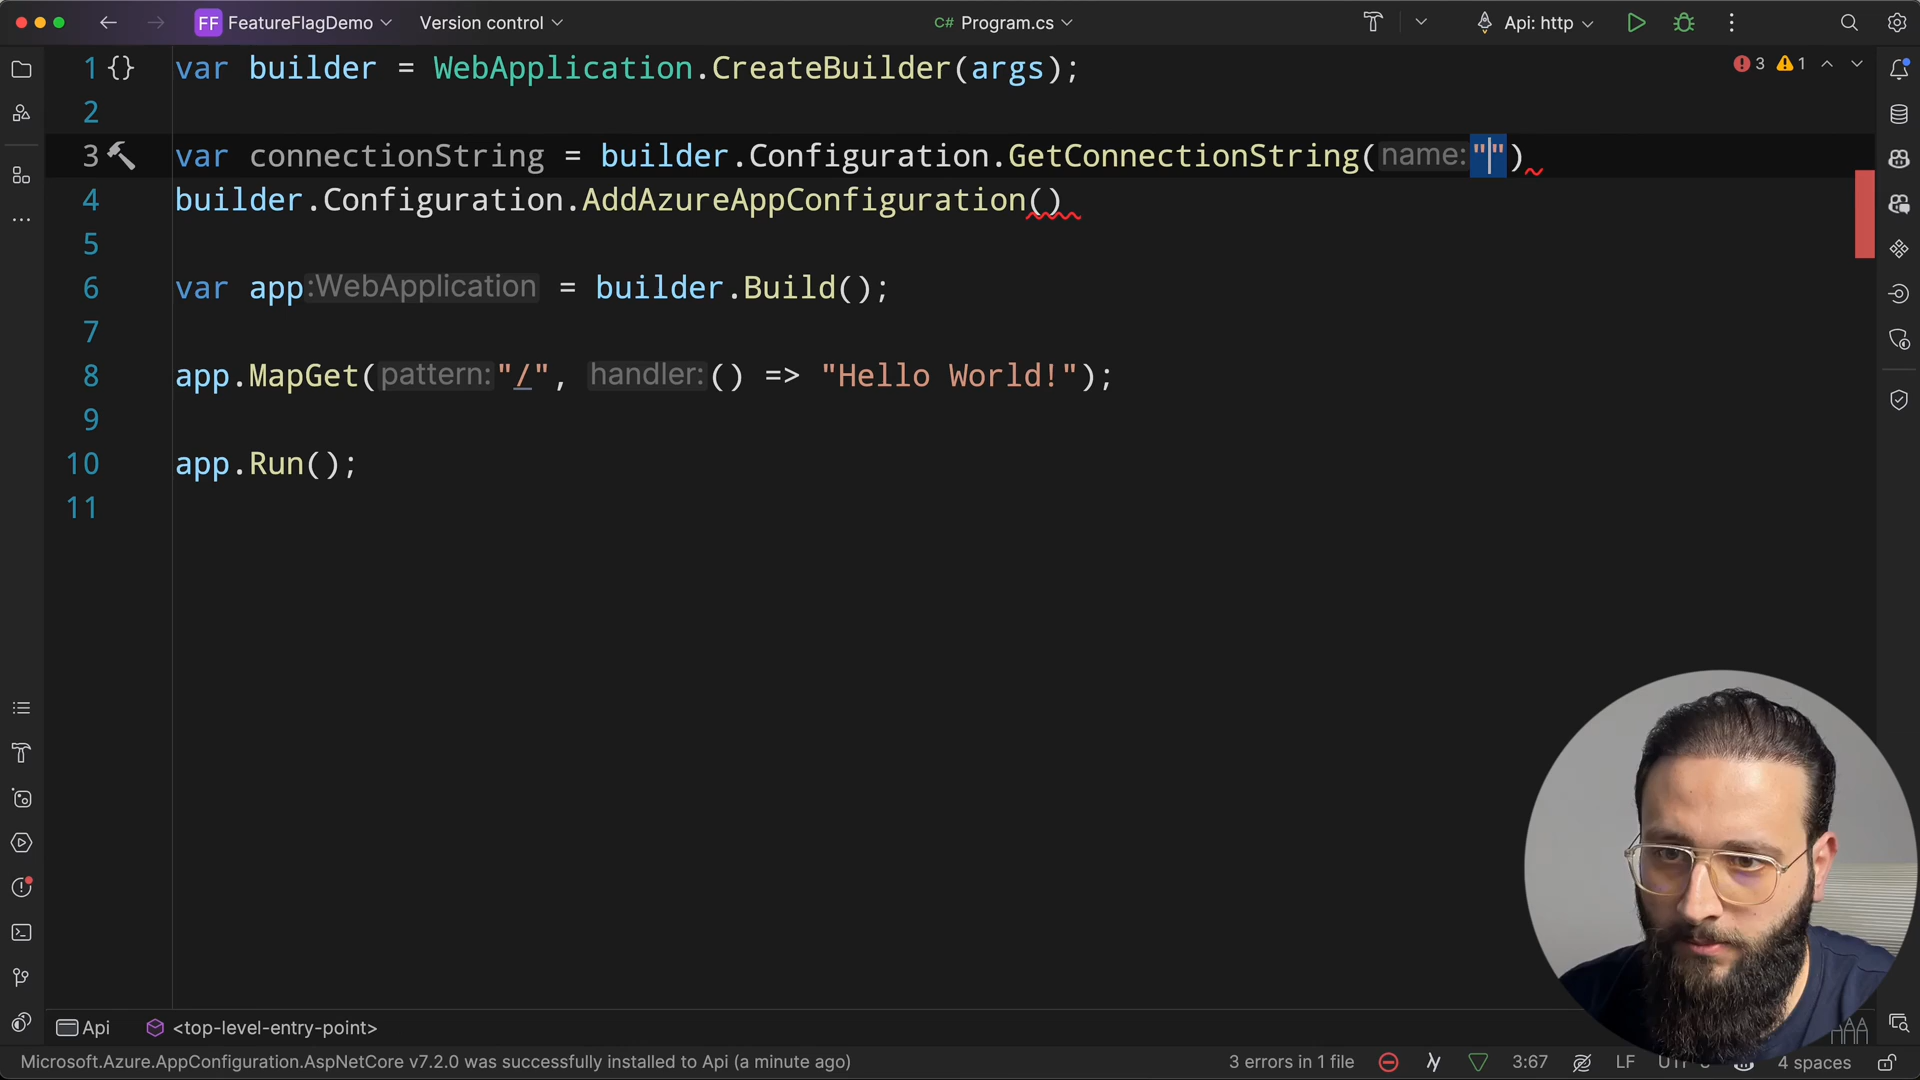 FF FeatureFlagDemo Version control C# Program.cs Api: http
1 {} var builder = WebApplication.CreateBuilder(args); 3 1
2
3 var connectionString = builder.Configuration.GetConnectionString(name:"")
4 builder.Configuration.AddAzureAppConfiguration()
5
6 var app:WebApplication = builder.Build();
7
8 app.MapGet(pattern:"/", handler:() => "Hello World!");
9
10 app.Run();
11
Api <top-level-entry-point>
Microsoft.Azure.AppConfiguration.AspNetCore v7.2.0 was successfully installed to Api (a minute ago) 3 errors in 1 file 3:67 LF 4 spaces